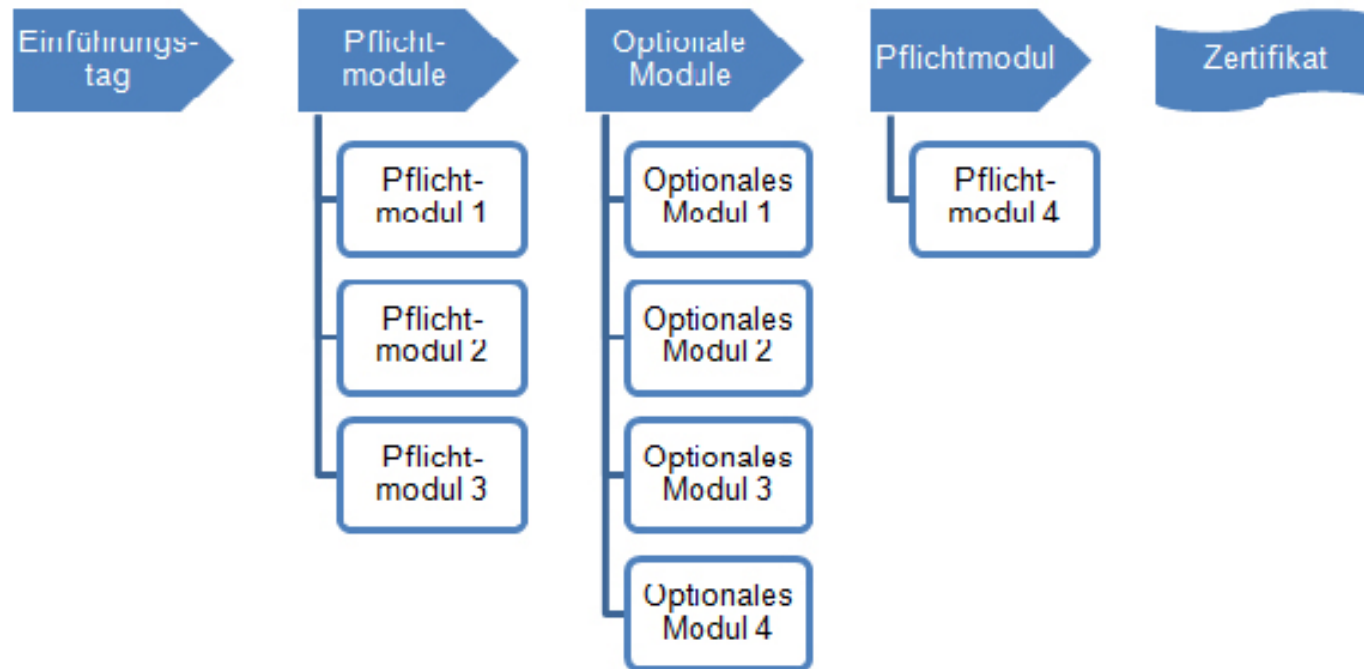 Einführungs-
tag
Pflicht-
module
Optionale
Module
Pflichtmodul
Zertifikat
Pflicht-
modul 1
Pflicht-
modul 2
Pflicht-
modul 3
Optionales
Modul 1
Optionales
Modul 2
Optionales
Modul 3
Optionales
Modul 4
Pflicht-
modul 4